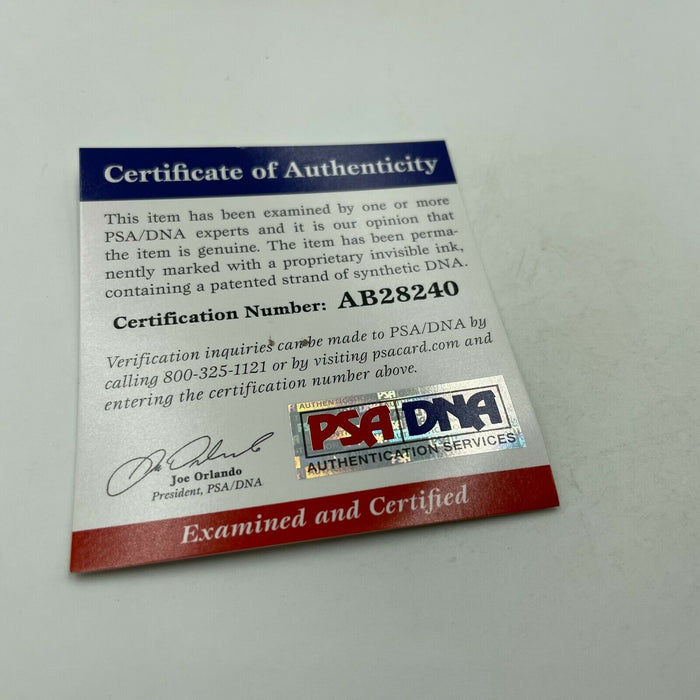 Certificate of Authenticity
This item has been examined by one or more
PSA/DNA experts and it is our opinion that
the item is genuine. The item has been perma-
nently marked with a proprietary invisible ink,
containing a patented strand of synthetic DNA.
Certification Number: AB28240
Verification inquiries can be made to PSA/DNA by
calling 800-325-1121 or by visiting psacard.com and
entering the certification number above.
PSA DNA
AUTHENTICATION SERVICES
Joe Orlando
President, PSA/DNA
Examined and Certified